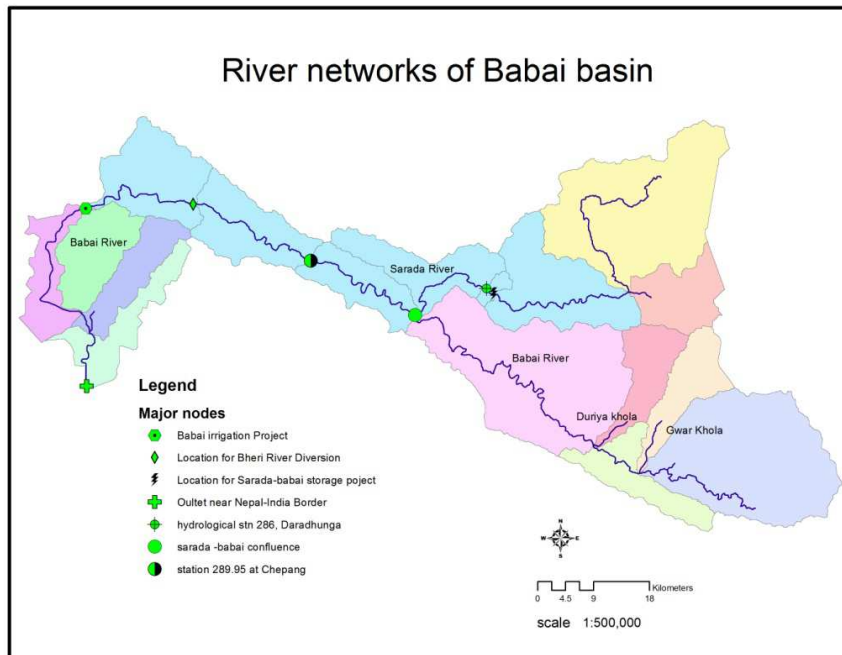 River networks of Babai basin
Babai River
Sarada River
Babai River
Duriya khola
Gwar Khola
Legend
Major nodes
Babai irrigation Project
Location for Bheri River Diversion
Location for Sarada-babai storage poject
Oultet near Nepal-India Border
hydrological stn 286, Daradhunga
sarada -babai confluence
station 289.95 at Chepang
N
W E
S
Kilometers
0 4.5 9 18
scale 1:500,000